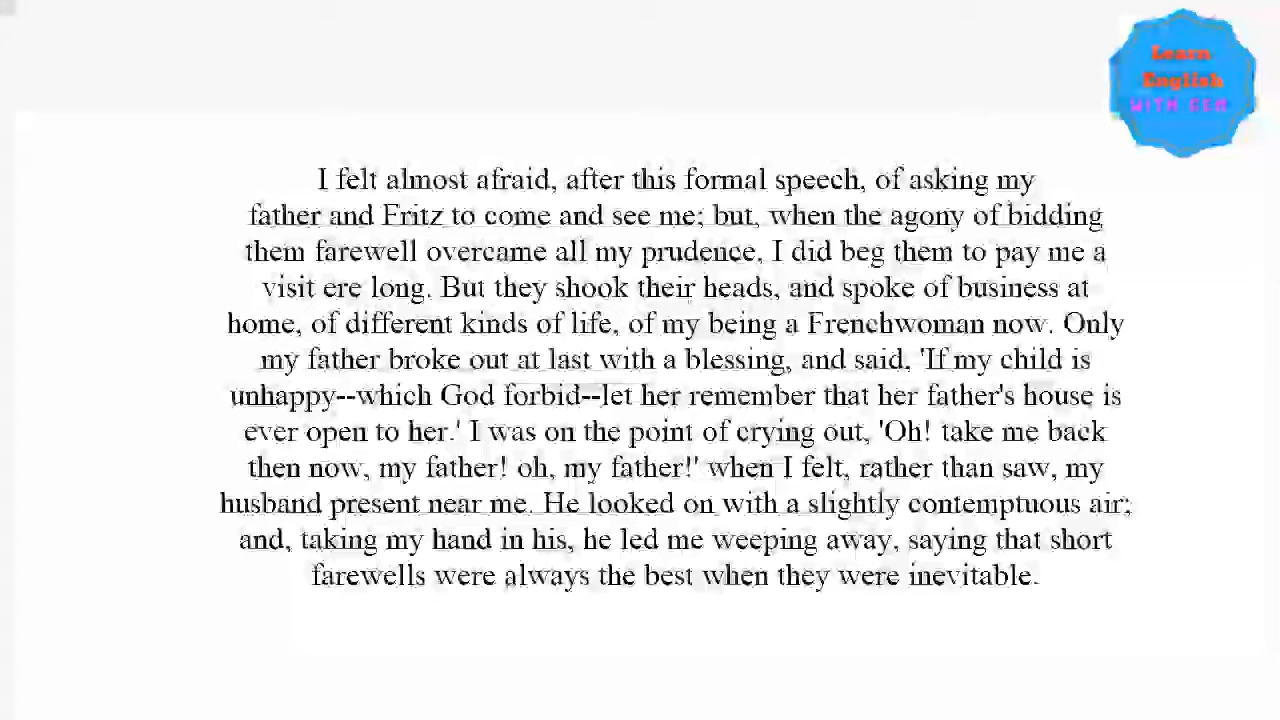 Learn
English
WITH EEM
I felt almost afraid, after this formal speech, of asking my
father and Fritz to come and see me; but, when the agony of bidding
them farewell overcame all my prudence, I did beg them to pay me a
visit ere long. But they shook their heads, and spoke of business at
home, of different kinds of life, of my being a Frenchwoman now. Only
my father broke out at last with a blessing, and said, 'If my child is
unhappy--which God forbid--let her remember that her father's house is
ever open to her.' I was on the point of crying out, 'Oh! take me back
then now, my father! oh, my father!' when I felt, rather than saw, my
husband present near me. He looked on with a slightly contemptuous air;
and, taking my hand in his, he led me weeping away, saying that short
farewells were always the best when they were inevitable.